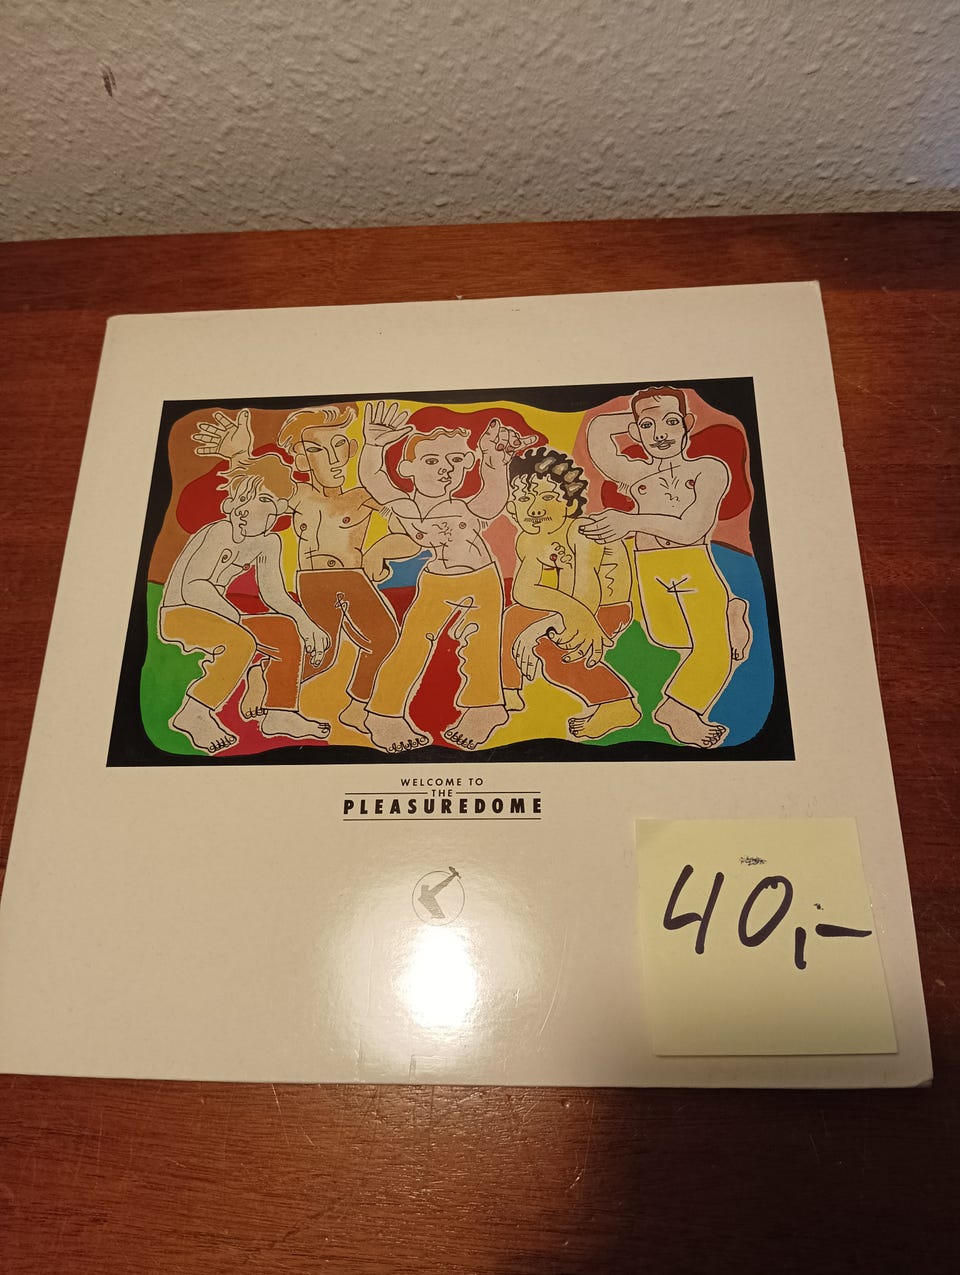 WELCOME TO
THE
PLEASUREDOME
40,-